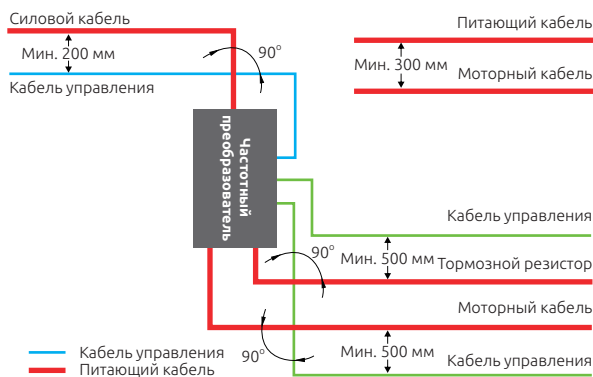 Силовой кабель
Мин. 200 мм
90°
Кабель управления
Питающий кабель
Мин. 300 мм
Моторный кабель
Частотный
преобразователь
Кабель управления
90°
Мин. 500 мм
Тормозной резистор
Моторный кабель
90°
Мин. 500 мм
Кабель управления
Кабель управления
Питающий кабель